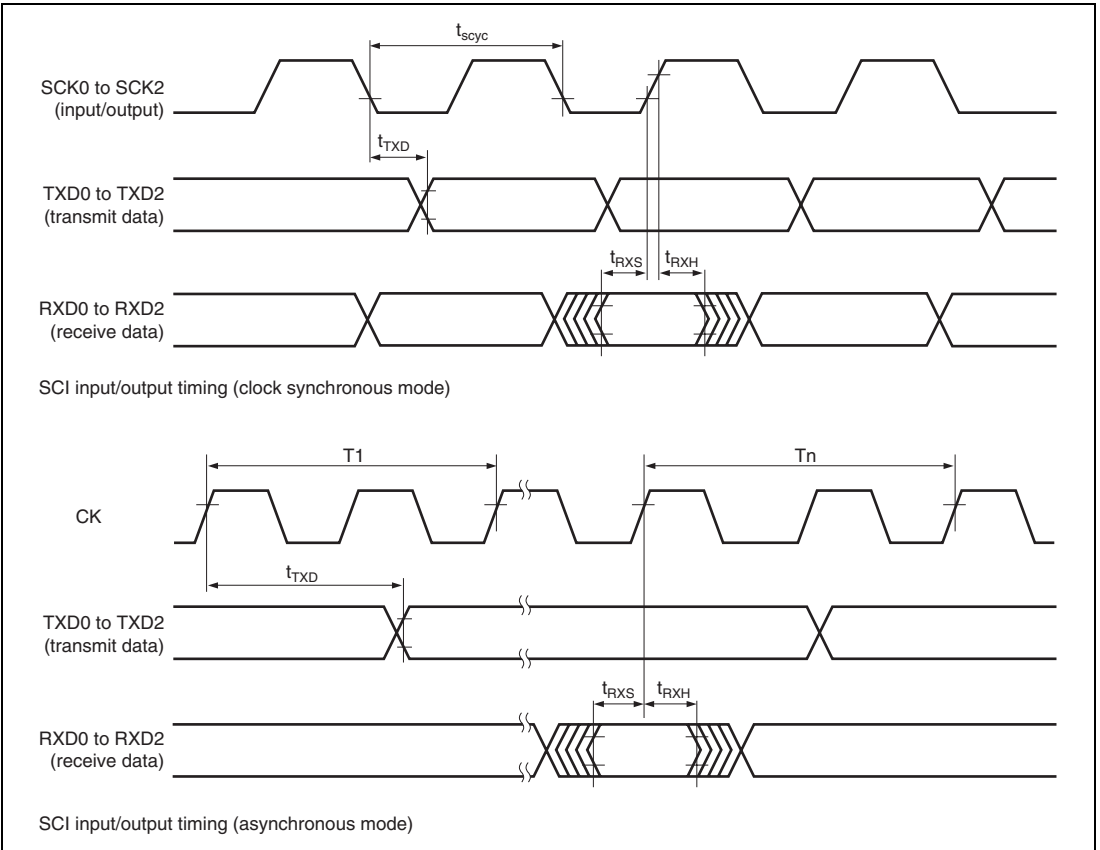 tscyc
SCK0 to SCK2
(input/output)
tTXD
TXD0 to TXD2
(transmit data)
tRXS
tRXH
RXD0 to RXD2
(receive data)
SCI input/output timing (clock synchronous mode)
T1
Tn
CK
tTXD
TXD0 to TXD2
(transmit data)
tRXS
tRXH
RXD0 to RXD2
(receive data)
SCI input/output timing (asynchronous mode)